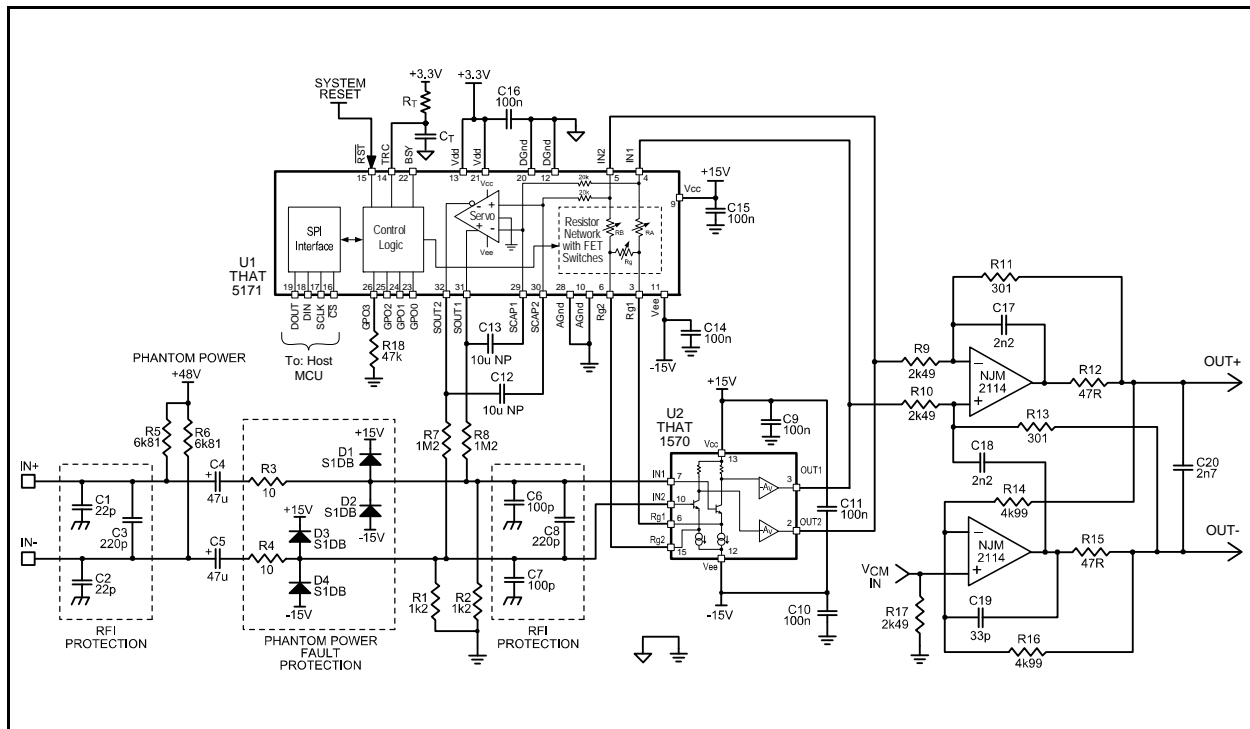 SYSTEM
RESET
+3.3V
RT
CT
+3.3V
C16
100n
RST
TRC
BSY
Vdd
Vdd
DGnd
DGnd
IN2
IN1
15
14
22
13
21
20
12
5
4
+15V
Vcc
9
C15
100n
SPI
Interface
Control
Logic
Vcc
Servo
Vee
20k
20k
Resistor
Network
with FET
Switches
RB
RA
Rg
U1
THAT
5171
19
18
17
16
26
25
24
23
32
31
29
30
28
10
6
3
11
DOUT
DIN
SCLK
CS
GPO3
GPO2
GPO1
GPO0
SOUT2
SOUT1
SCAP1
SCAP2
AGnd
AGnd
Rg2
Rg1
Vee
To: Host
MCU
R18
47k
C13
10u NP
C12
10u NP
C14
100n
-15V
PHANTOM POWER
+48V
R5
6k81
R6
6k81
R7
1M2
R8
1M2
IN+
IN-
C1
22p
C2
22p
C3
220p
RFI
PROTECTION
C4
+
47u
C5
+
47u
R3
10
R4
10
+15V
D1
S1DB
D2
S1DB
-15V
+15V
D3
S1DB
D4
S1DB
-15V
PHANTOM POWER
FAULT
PROTECTION
R1
1k2
R2
1k2
C6
100p
C7
100p
C8
220p
RFI
PROTECTION
U2
THAT
1570
+15V
C9
100n
Vcc
13
IN1
7
IN2
10
Rg1
6
Rg2
15
-AV
-AV
OUT1
3
OUT2
2
12
Vee
-15V
C11
100n
C10
100n
R9
2k49
R10
2k49
R11
301
C17
2n2
-
+
NJM
2114
R12
47R
R13
301
C18
2n2
R14
4k99
C20
2n7
OUT+
OUT-
VCM
IN
R17
2k49
-
+
NJM
2114
R15
47R
C19
33p
R16
4k99